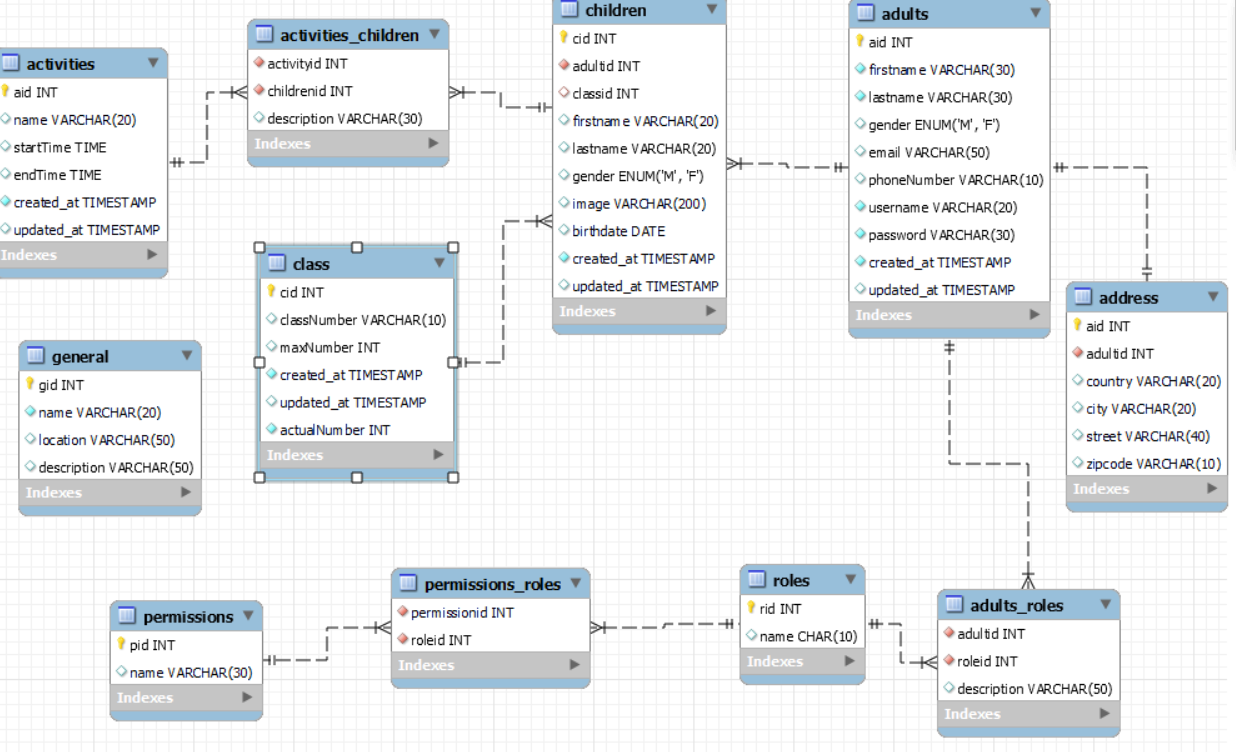 activities
aid INT
name VARCHAR(20)
startTime TIME
endTime TIME
created_at TIMESTAMP
updated_at TIMESTAMP
Indexes
activities_children
activityid INT
childrenid INT
description VARCHAR(30)
Indexes
children
cid INT
adultid INT
classid INT
firstname VARCHAR(20)
lastname VARCHAR(20)
gender ENUM('M', 'F')
image VARCHAR(200)
birthdate DATE
created_at TIMESTAMP
updated_at TIMESTAMP
Indexes
adults
aid INT
firstname VARCHAR(30)
lastname VARCHAR(30)
gender ENUM('M', 'F')
email VARCHAR(50)
phoneNumber VARCHAR(10)
username VARCHAR(20)
password VARCHAR(30)
created_at TIMESTAMP
updated_at TIMESTAMP
Indexes
class
cid INT
classNumber VARCHAR(10)
maxNumber INT
created_at TIMESTAMP
updated_at TIMESTAMP
actualNumber INT
Indexes
address
aid INT
adultid INT
country VARCHAR(20)
city VARCHAR(20)
street VARCHAR(40)
zipcode VARCHAR(10)
Indexes
general
gid INT
name VARCHAR(20)
location VARCHAR(50)
description VARCHAR(50)
Indexes
permissions
pid INT
name VARCHAR(30)
Indexes
permissions_roles
permissionid INT
roleid INT
Indexes
roles
rid INT
name CHAR(10)
Indexes
adults_roles
adultid INT
roleid INT
description VARCHAR(50)
Indexes